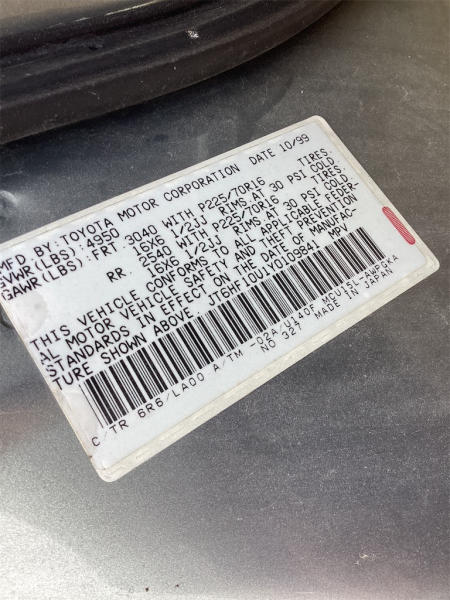 MFD. BY: TOYOTA MOTOR CORPORATION DATE 10/99
GVWR(LBS): 4950
GAWR(LBS): FRT. 3040 WITH P225/70R16 TIRES.
16X6 1/2JJ RIMS AT 30 PSI COLD.
RR. 2540 WITH P225/70R16 TIRES.
16X6 1/2JJ RIMS AT 30 PSI COLD.
THIS VEHICLE CONFORMS TO ALL APPLICABLE FEDER-
AL MOTOR VEHICLE SAFETY AND THEFT PREVENTION
STANDARDS IN EFFECT ON THE DATE OF MANUFAC-
TURE SHOWN ABOVE. JTGHF10U1Y0109841 MPV
C/TR 6R6/LA00 A/TM -02A/U140F MCU15L-AWPGKA
NO 327 MADE IN JAPAN